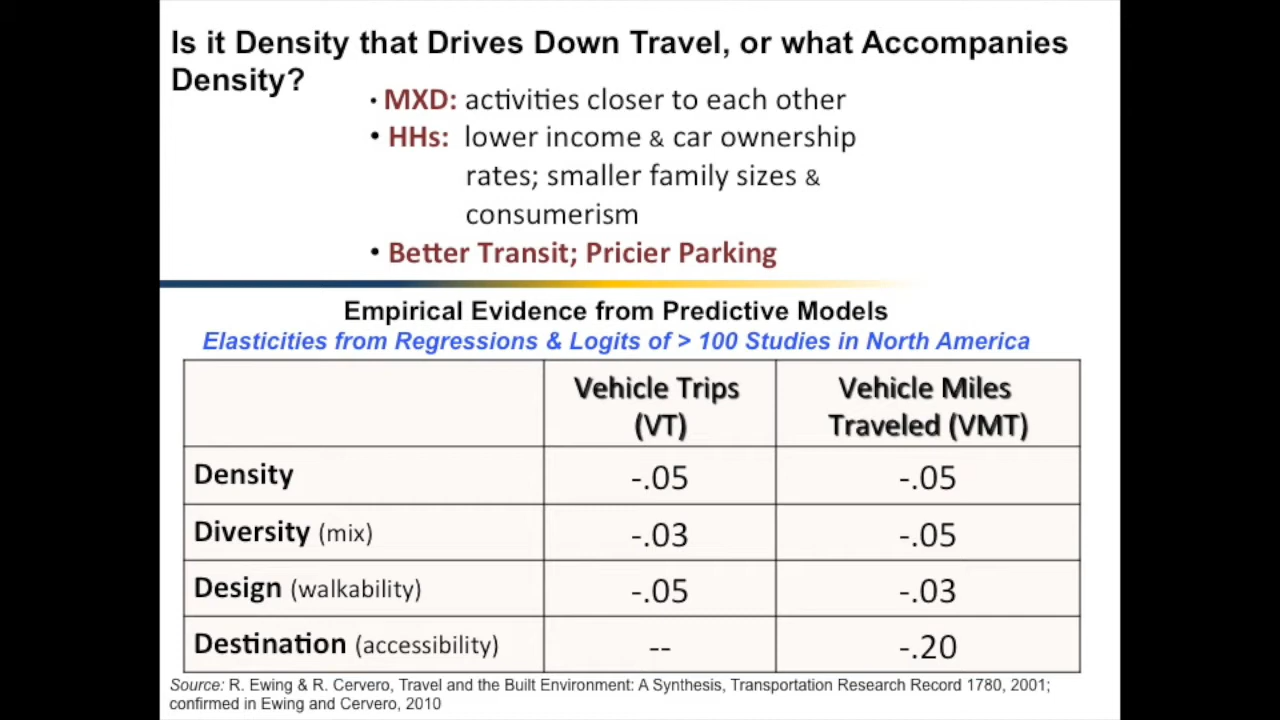 Is it Density that Drives Down Travel, or what Accompanies
Density?
• MXD: activities closer to each other
• HHs: lower income & car ownership
rates; smaller family sizes &
consumerism
• Better Transit; Pricier Parking
Empirical Evidence from Predictive Models
Elasticities from Regressions & Logits of > 100 Studies in North America
Vehicle Trips Vehicle Miles
(VT) Traveled (VMT)
Density -.05 -.05
Diversity (mix) -.03 -.05
Design (walkability) -.05 -.03
Destination (accessibility) -- -.20
Source: R. Ewing & R. Cervero, Travel and the Built Environment: A Synthesis, Transportation Research Record 1780, 2001;
confirmed in Ewing and Cervero, 2010